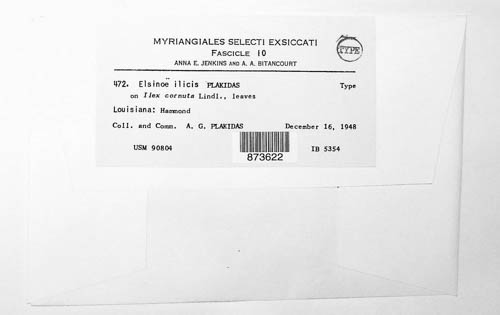 MYRIANGIALES SELECTI EXSICCATI
FASCICLE 10
TYPE
ANNA E. JENKINS AND A. A. BITANCOURT
472. Elsinoë ilicis PLAKIDAS Type
on Ilex cornuta Lindl., leaves
Louisiana: Hammond
Coll. and Comm. A. G. PLAKIDAS December 16, 1948
USM 90804 IB 5354
873622